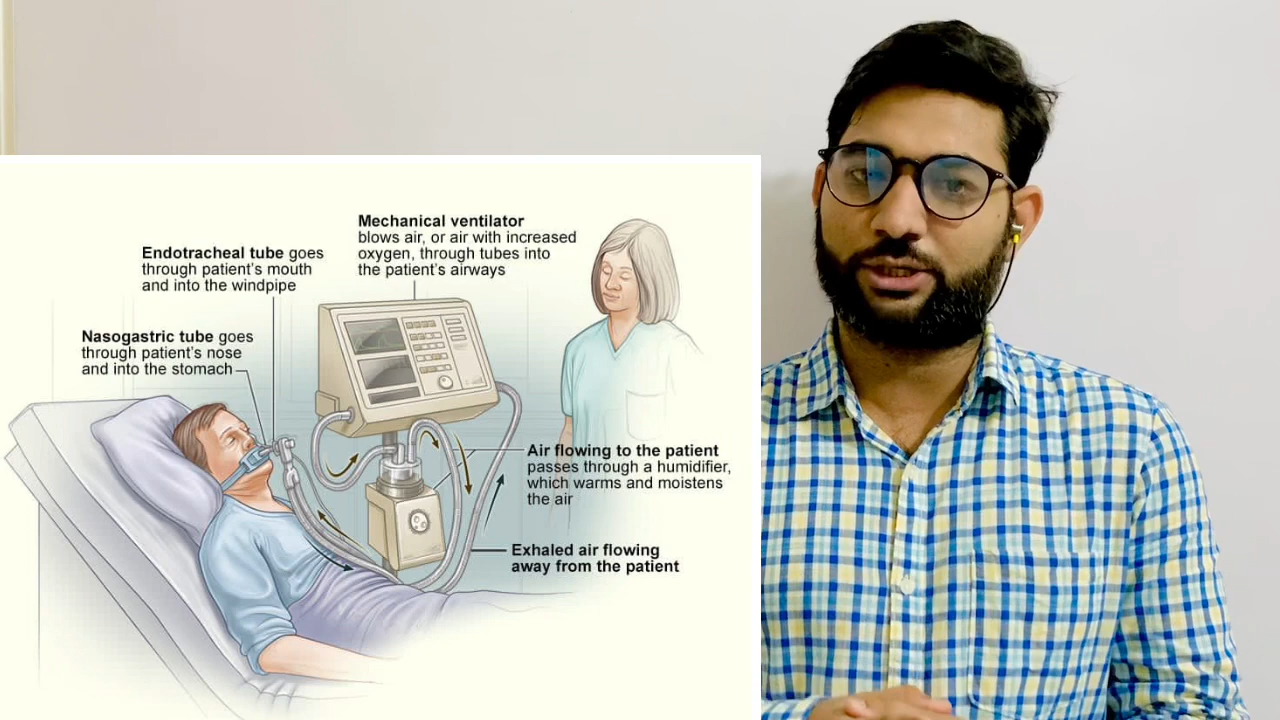 Mechanical ventilator
blows air, or air with increased
oxygen, through tubes into
the patient's airways
Endotracheal tube goes
through patient's mouth
and into the windpipe
Nasogastric tube goes
through patient's nose
and into the stomach
Air flowing to the patient
passes through a humidifier,
which warms and moistens
the air
Exhaled air flowing
away from the patient